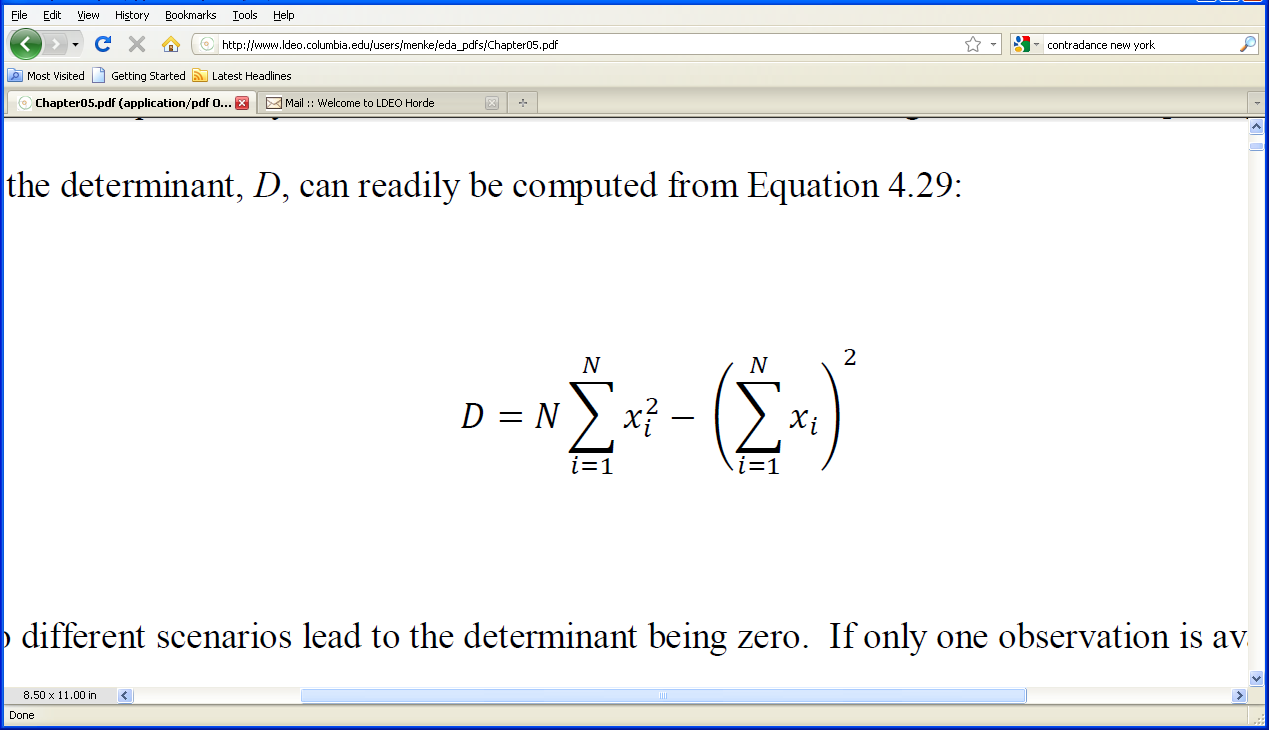 File Edit View History Bookmarks Tools Help
http://www.ldeo.columbia.edu/users/menke/eda_pdfs/Chapter05.pdf contradance new york
Most Visited Getting Started Latest Headlines
Chapter05.pdf (application/pdf O... Mail :: Welcome to LDEO Horde
the determinant, D, can readily be computed from Equation 4.29:
D = N ∑_{i=1}^{N} x_i^2 − (∑_{i=1}^{N} x_i)^2
different scenarios lead to the determinant being zero. If only one observation is av
8.50 x 11.00 in
Done